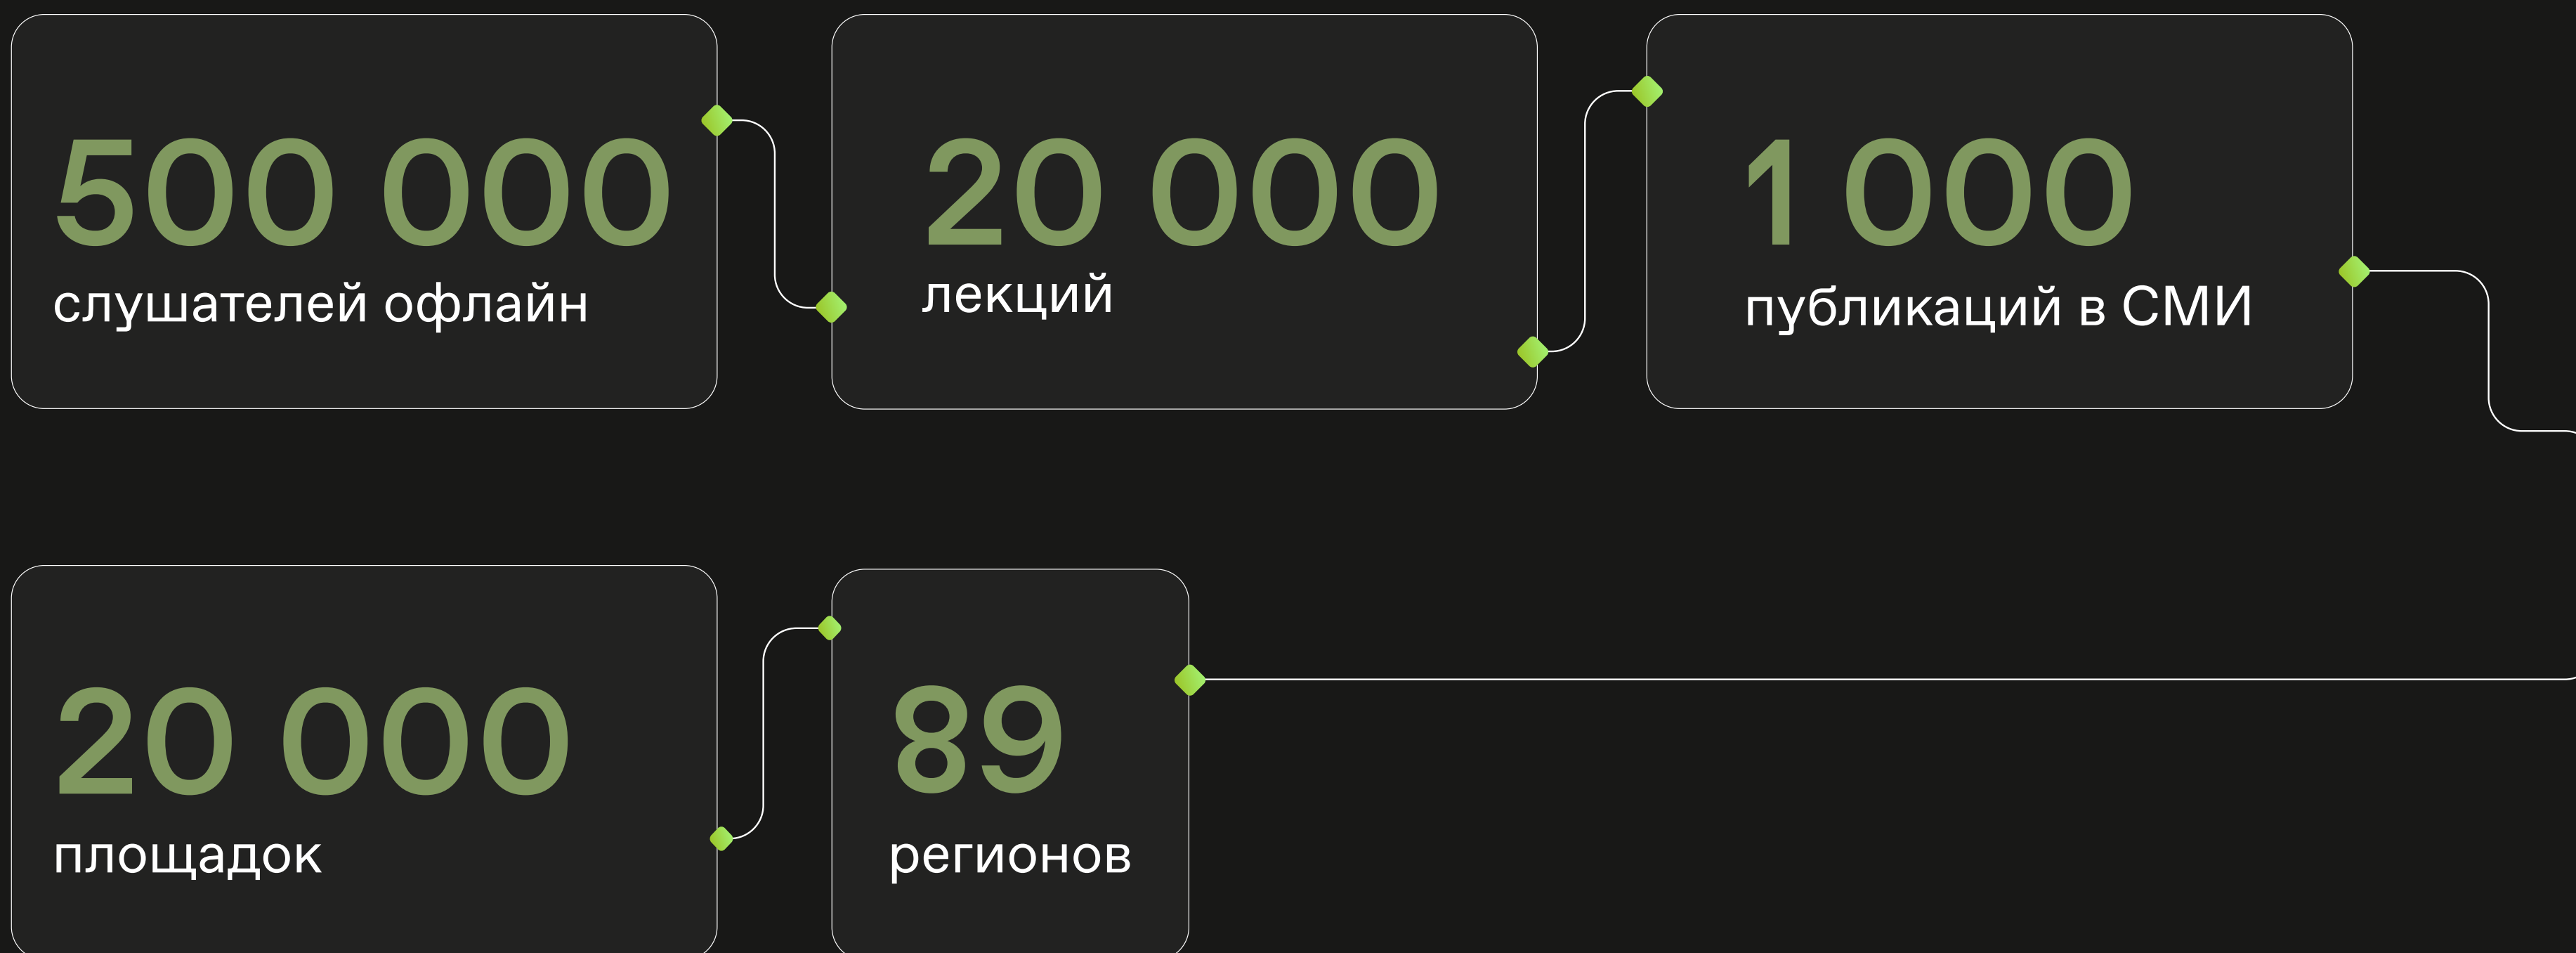 500 000
слушателей офлайн
20 000
лекций
1 000
публикаций в СМИ
20 000
площадок
89
регионов